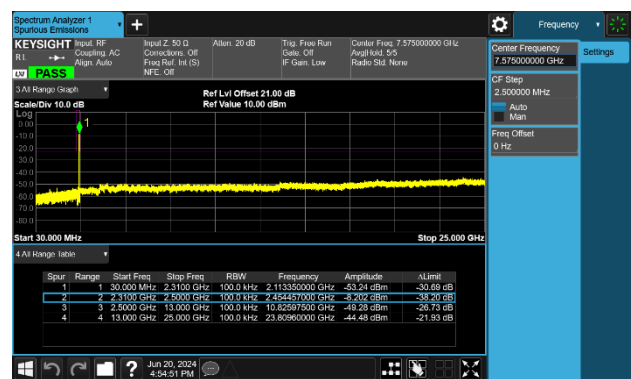 Spectrum Analyzer 1
Spurious Emissions
Frequency
KEYSIGHT
RL
PASS
Input: RF
Coupling: AC
Align: Auto
Input Z: 50 Ω
Corrections: Off
Freq Ref: Int (S)
NFE: Off
Atten: 20 dB
Trig: Free Run
Gate: Off
IF Gain: Low
Center Freq: 7.575000000 GHz
Avg|Hold: 5/5
Radio Std: None
Center Frequency
7.575000000 GHz
Settings
CF Step
2.500000 MHz
Auto
Man
Freq Offset
0 Hz
3 All Range Graph
Scale/Div 10.0 dB
Ref Lvl Offset 21.00 dB
Ref Value 10.00 dBm
Log
0.00
-10.0
-20.0
-30.0
-40.0
-50.0
-60.0
-70.0
-80.0
1
Start 30.000 MHz
Stop 25.000 GHz
4 All Range Table
Spur Range Start Freq Stop Freq RBW Frequency Amplitude ΔLimit
1 1 30.000 MHz 2.3100 GHz 100.0 kHz 2.113350000 GHz -53.24 dBm -30.69 dB
2 2 2.3100 GHz 2.5000 GHz 100.0 kHz 2.454457000 GHz -8.202 dBm -38.20 dB
3 3 2.5000 GHz 13.000 GHz 100.0 kHz 10.82597500 GHz -49.28 dBm -26.73 dB
4 4 13.000 GHz 25.000 GHz 100.0 kHz 23.80960000 GHz -44.48 dBm -21.93 dB
?
Jun 20, 2024
4:54:51 PM